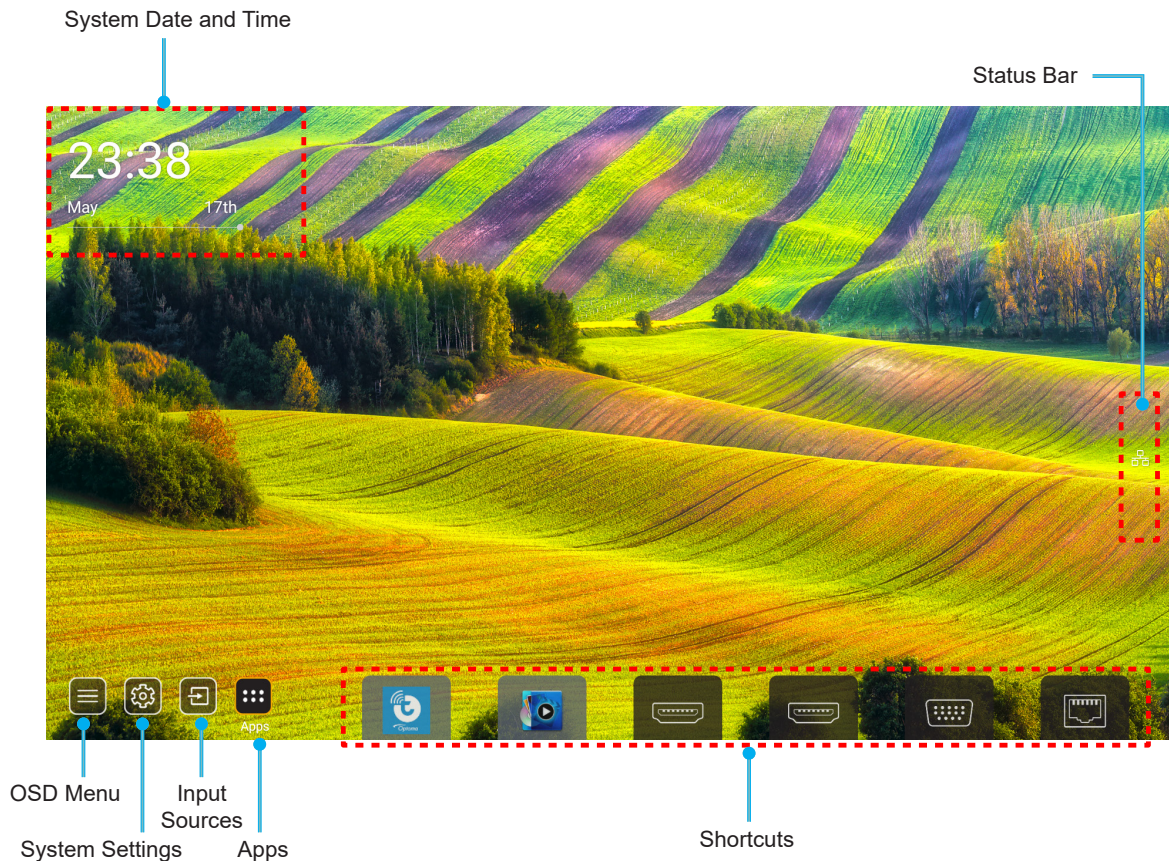 System Date and Time
Status Bar
23:38
May 17th
Apps
Optoma
OSD Menu
Input
Sources
System Settings
Apps
Shortcuts